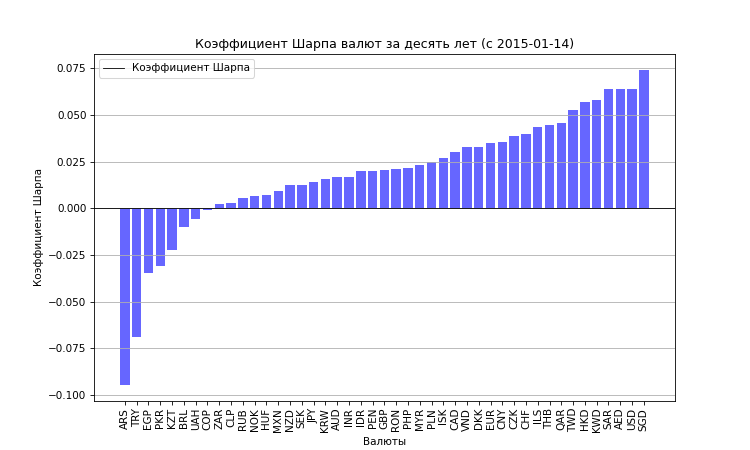 Коэффициент Шарпа валют за десять лет (с 2015-01-14)
Коэффициент Шарпа
0.075
0.050
0.025
0.000
−0.025
−0.050
−0.075
−0.100
Коэффициент Шарпа
ARS TRY EGP PKR KZT BRL UAH COP ZAR CLP RUB NOK HUF MXN NZD SEK JPY KRW AUD INR IDR PEN GBP RON PHP MYR PLN ISK CAD VND DKK EUR CNY CZK CHF ILS THB QAR TWD HKD KWD SAR AED USD SGD
Валюты